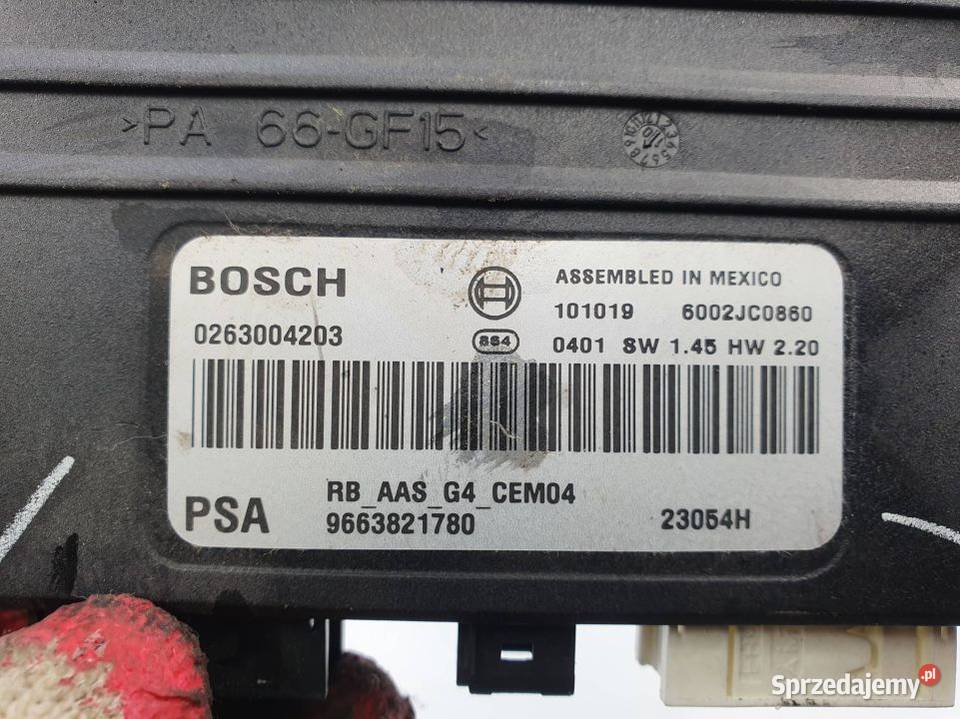 >PA 66-GF15<
BOSCH
ASSEMBLED IN MEXICO
101019 6002JC0860
0263004203
864
0401 SW 1.45 HW 2.20
RB_AAS_G4_CEM04
PSA
9663821780
23054H
Sprzedajemy.pl